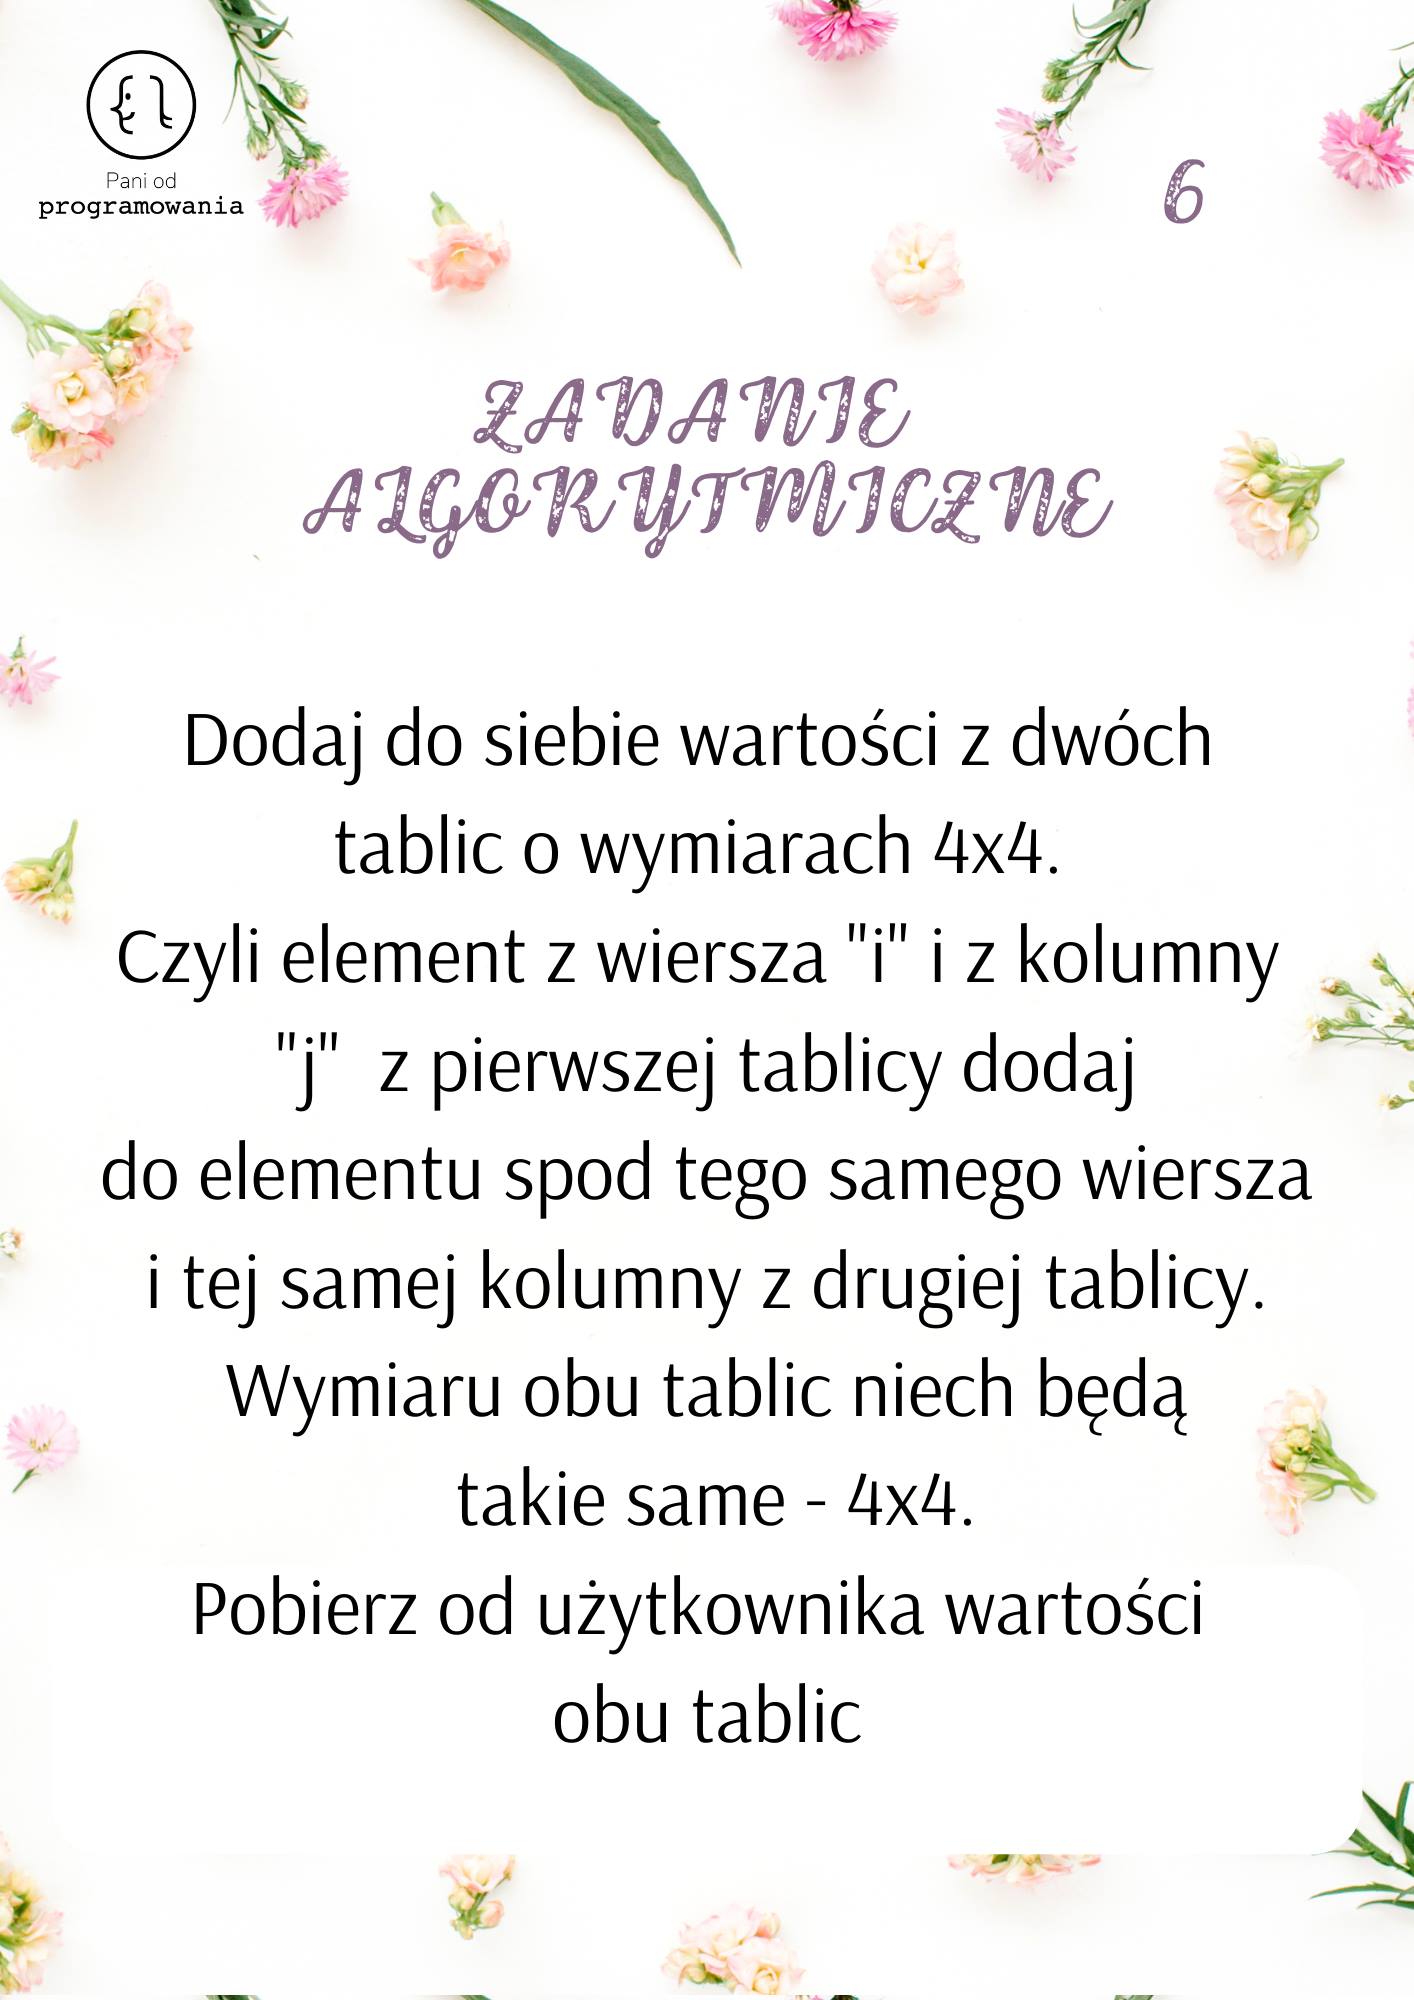 Pani od
programowania
6
ZADANIE
ALGORYTMICZNE
Dodaj do siebie wartości z dwóch
tablic o wymiarach 4x4.
Czyli element z wiersza "i" i z kolumny
"j"  z pierwszej tablicy dodaj
do elementu spod tego samego wiersza
i tej samej kolumny z drugiej tablicy.
Wymiaru obu tablic niech będą
takie same - 4x4.
Pobierz od użytkownika wartości
obu tablic